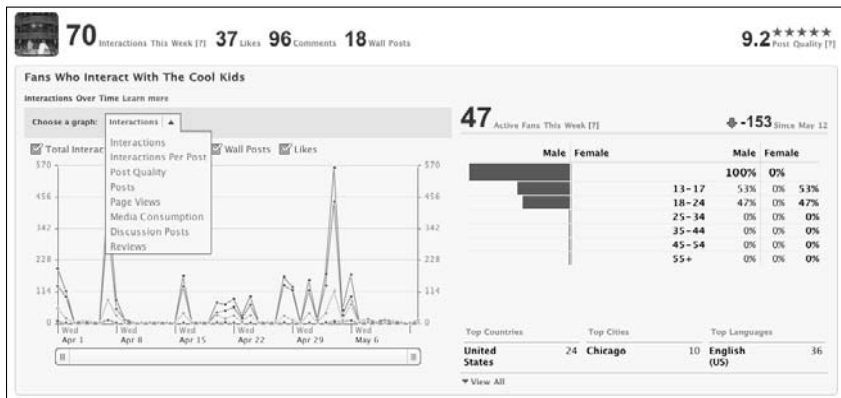 70 Interactions This Week [?] 37 Likes 96 Comments 18 Wall Posts
9.2 Post Quality [?]
Fans Who Interact With The Cool Kids
Interactions Over Time Learn more
Choose a graph: Interactions
Interactions
Interactions Per Post
Post Quality
Posts
Page Views
Media Consumption
Discussion Posts
Reviews
Total Interac Wall Posts Likes
570 570
456 456
342 342
228 228
114 114
0 0
Wed Wed Wed Wed Wed Wed
Apr 1 Apr 8 Apr 15 Apr 22 Apr 29 May 6
47 Active Fans This Week [?] -153 Since May 12
Male Female Male Female
100% 0%
13-17 53% 0% 53%
18-24 47% 0% 47%
25-34 0% 0% 0%
35-44 0% 0% 0%
45-54 0% 0% 0%
55+ 0% 0% 0%
Top Countries Top Cities Top Languages
United 24 Chicago 10 English 36
States (US)
View All